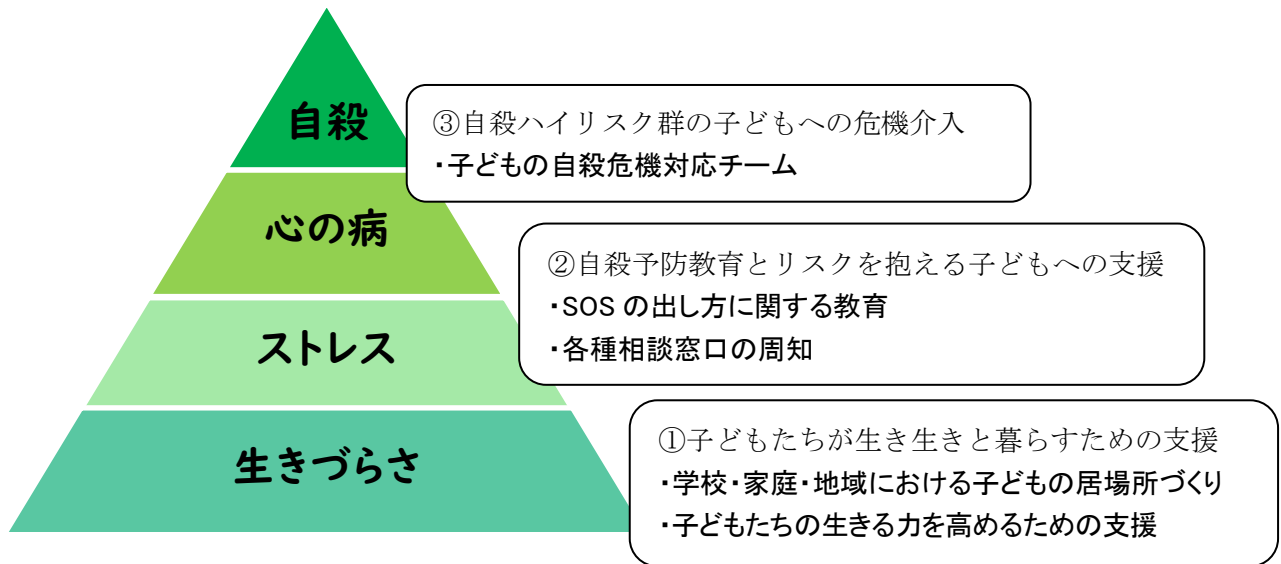 自殺
③自殺ハイリスク群の子どもへの危機介入
・子どもの自殺危機対応チーム
心の病
②自殺予防教育とリスクを抱える子どもへの支援
・SOS の出し方に関する教育
・各種相談窓口の周知
ストレス
①子どもたちが生き生きと暮らすための支援
・学校・家庭・地域における子どもの居場所づくり
・子どもたちの生きる力を高めるための支援
生きづらさ